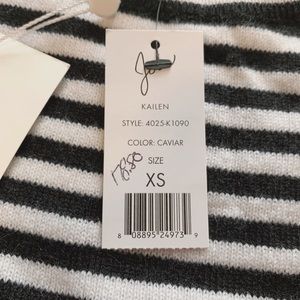 KAILEN
STYLE: 4025-K1090
COLOR: CAVIAR
SIZE
XS
8 08895 24973 9